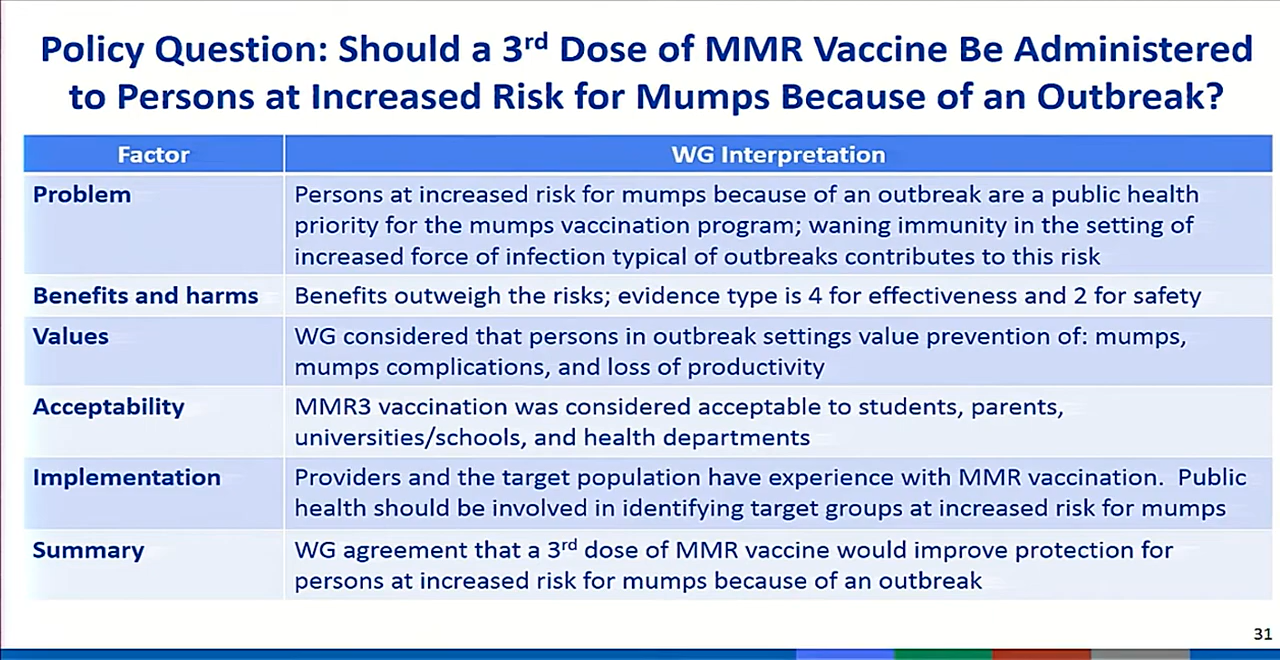 Policy Question: Should a 3rd Dose of MMR Vaccine Be Administered
to Persons at Increased Risk for Mumps Because of an Outbreak?
Factor
WG Interpretation
Problem
Persons at increased risk for mumps because of an outbreak are a public health
priority for the mumps vaccination program; waning immunity in the setting of
increased force of infection typical of outbreaks contributes to this risk
Benefits and harms
Benefits outweigh the risks; evidence type is 4 for effectiveness and 2 for safety
Values
WG considered that persons in outbreak settings value prevention of: mumps,
mumps complications, and loss of productivity
Acceptability
MMR3 vaccination was considered acceptable to students, parents,
universities/schools, and health departments
Implementation
Providers and the target population have experience with MMR vaccination. Public
health should be involved in identifying target groups at increased risk for mumps
Summary
WG agreement that a 3rd dose of MMR vaccine would improve protection for
persons at increased risk for mumps because of an outbreak
31